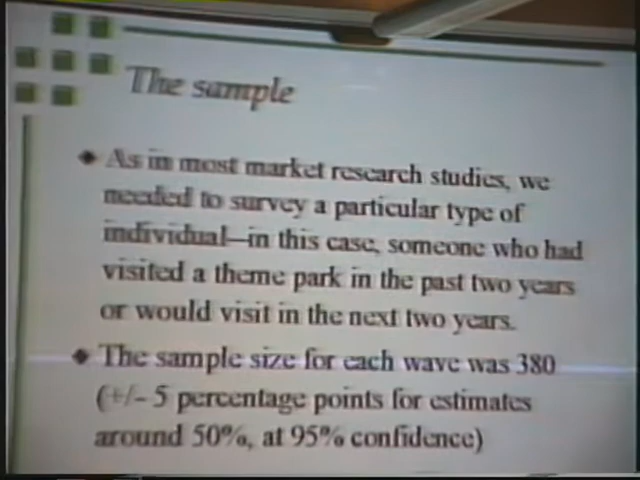 The sample
As in most market research studies, we
needed to survey a particular type of
individual—in this case, someone who had
visited a theme park in the past two years
or would visit in the next two years.
The sample size for each wave was 380
(+/- 5 percentage points for estimates
around 50%, at 95% confidence)